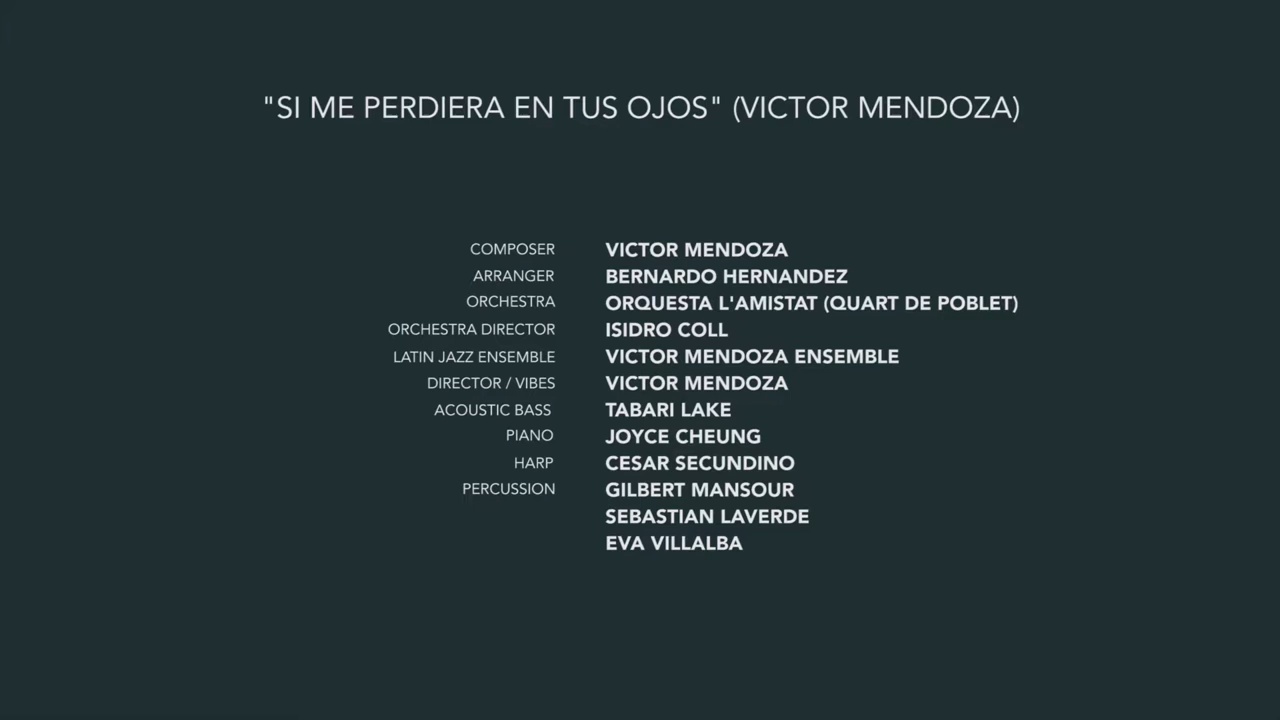 "SI ME PERDIERA EN TUS OJOS" (VICTOR MENDOZA)
COMPOSER VICTOR MENDOZA
ARRANGER BERNARDO HERNANDEZ
ORCHESTRA ORQUESTA L'AMISTAT (QUART DE POBLET)
ORCHESTRA DIRECTOR ISIDRO COLL
LATIN JAZZ ENSEMBLE VICTOR MENDOZA ENSEMBLE
DIRECTOR / VIBES VICTOR MENDOZA
ACOUSTIC BASS TABARI LAKE
PIANO JOYCE CHEUNG
HARP CESAR SECUNDINO
PERCUSSION GILBERT MANSOUR
SEBASTIAN LAVERDE
EVA VILLALBA